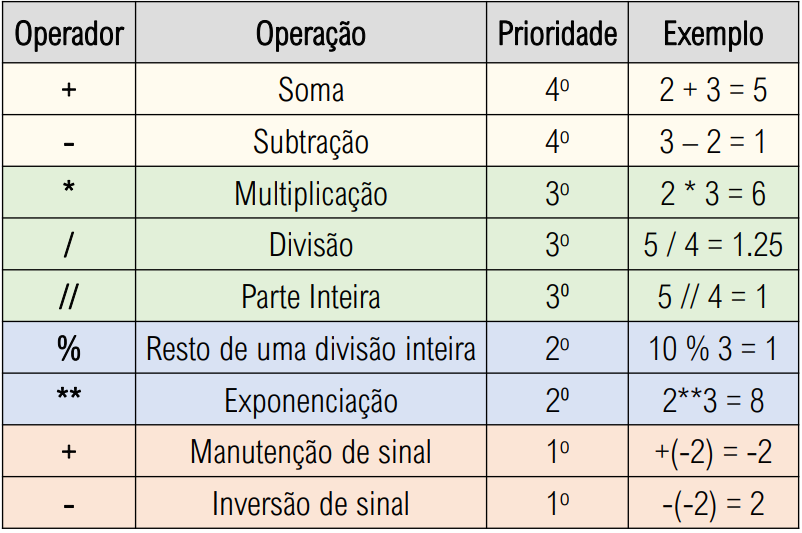 Operador Operação Prioridade Exemplo
+ Soma 4º 2 + 3 = 5
- Subtração 4º 3 – 2 = 1
* Multiplicação 3º 2 * 3 = 6
/ Divisão 3º 5 / 4 = 1.25
// Parte Inteira 3º 5 // 4 = 1
% Resto de uma divisão inteira 2º 10 % 3 = 1
** Exponenciação 2º 2**3 = 8
+ Manutenção de sinal 1º +(-2) = -2
- Inversão de sinal 1º -(-2) = 2